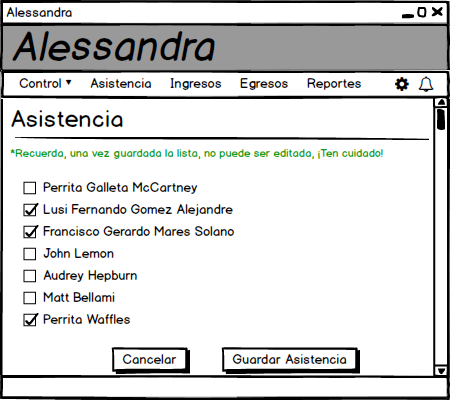 Alessandra
Alessandra
Control Asistencia Ingresos Egresos Reportes
Asistencia
*Recuerda, una vez guardada la lista, no puede ser editada, ¡Ten cuidado!
Perrita Galleta McCartney
Lusi Fernando Gomez Alejandre
Francisco Gerardo Mares Solano
John Lemon
Audrey Hepburn
Matt Bellami
Perrita Waffles
Cancelar Guardar Asistencia